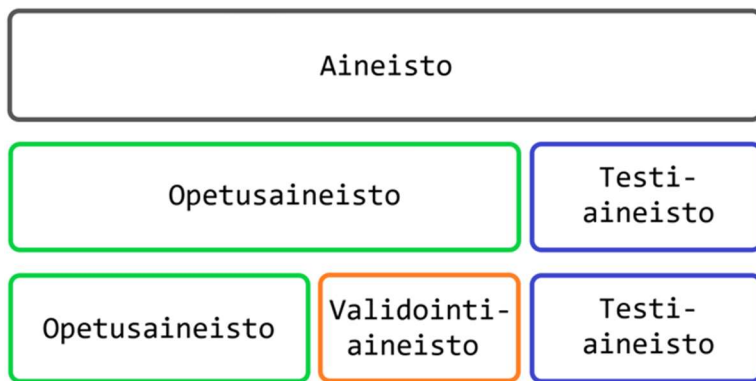 Aineisto
Opetusaineisto
Testi-
aineisto
Opetusaineisto
Validointi-
aineisto
Testi-
aineisto